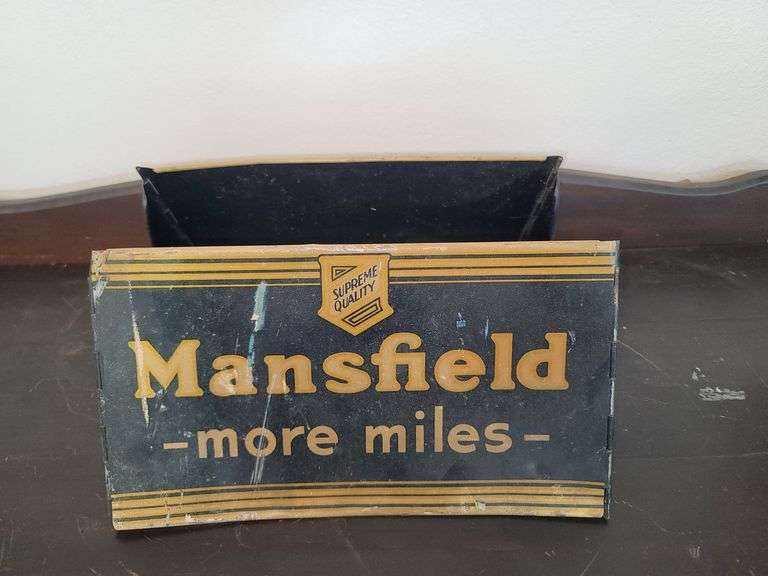 SUPREME
QUALITY
Mansfield
-more miles-